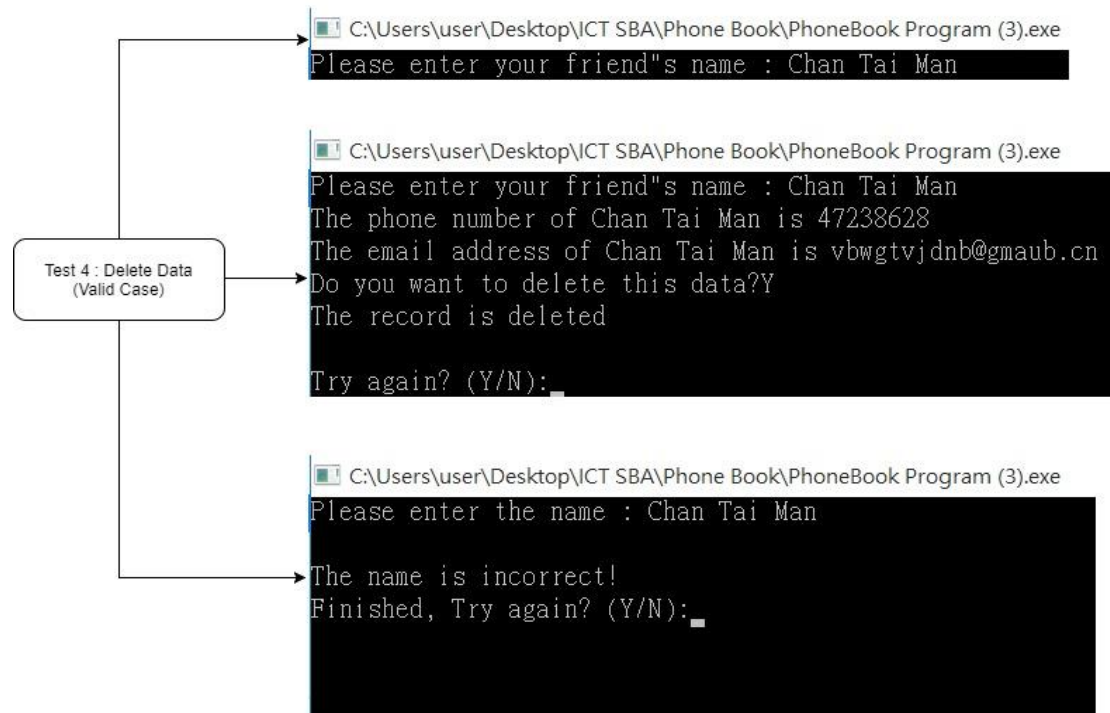 C:\Users\user\Desktop\ICT SBA\Phone Book\PhoneBook Program (3).exe
Please enter your friend"s name : Chan Tai Man
C:\Users\user\Desktop\ICT SBA\Phone Book\PhoneBook Program (3).exe
Please enter your friend"s name : Chan Tai Man
The phone number of Chan Tai Man is 47238628
The email address of Chan Tai Man is vbwgtvjdnb@gmaub.cn
Do you want to delete this data?Y
The record is deleted
Try again? (Y/N):
Test 4 : Delete Data
(Valid Case)
C:\Users\user\Desktop\ICT SBA\Phone Book\PhoneBook Program (3).exe
Please enter the name : Chan Tai Man
The name is incorrect!
Finished, Try again? (Y/N):